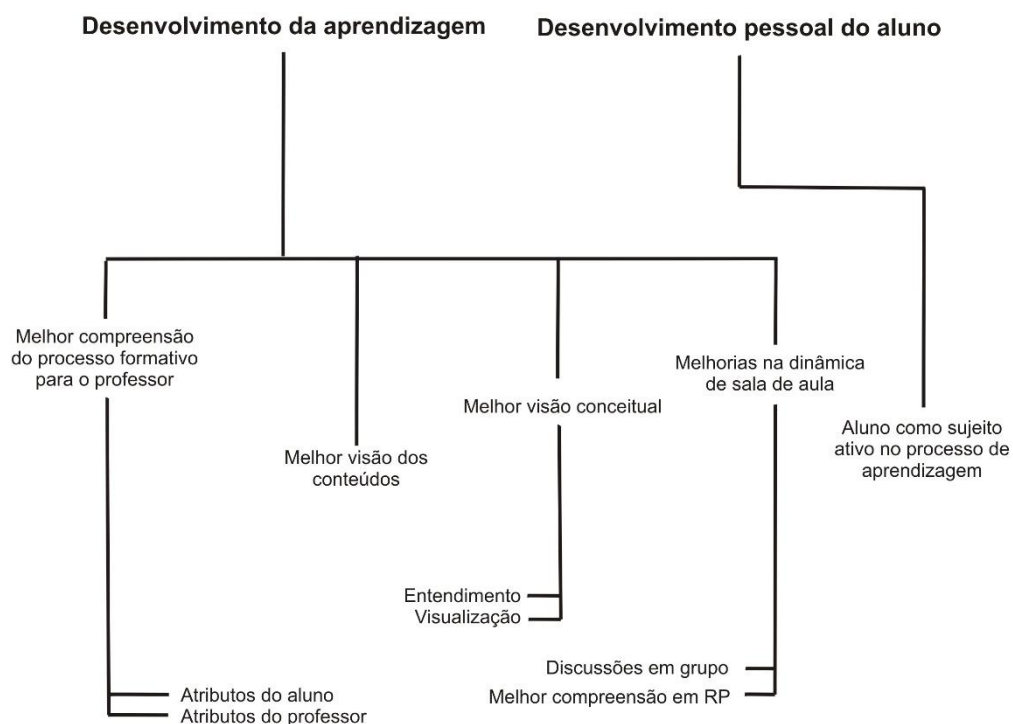 Desenvolvimento da aprendizagem
Desenvolvimento pessoal do aluno
Melhor compreensão
do processo formativo
para o professor
Melhor visão dos
conteúdos
Melhor visão conceitual
Melhorias na dinâmica
de sala de aula
Aluno como sujeito
ativo no processo de
aprendizagem
Entendimento
Visualização
Discussões em grupo
Melhor compreensão em RP
Atributos do aluno
Atributos do professor